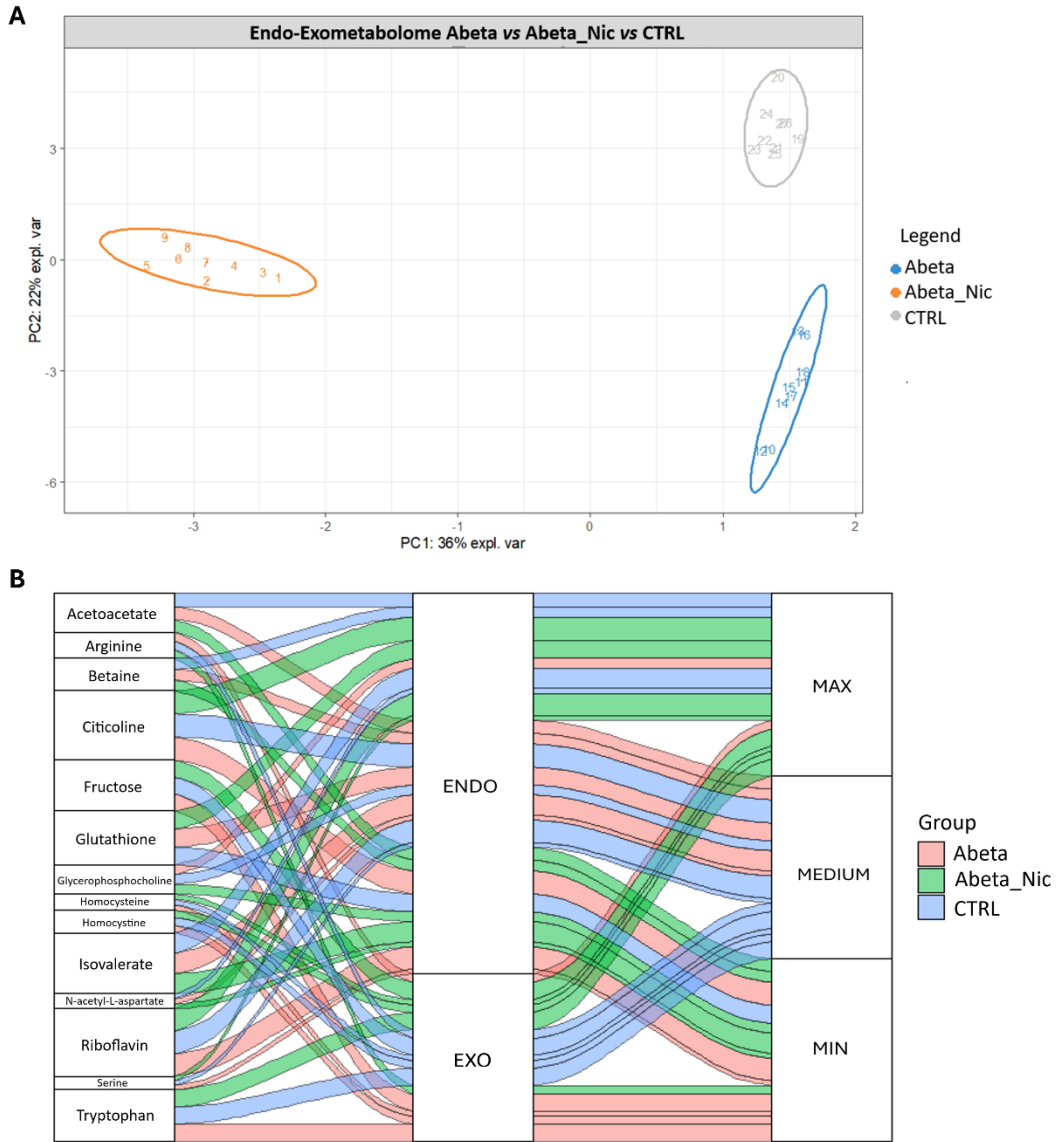 A
Endo-Exometabolome Abeta vs Abeta_Nic vs CTRL
20
24
22
19
23
21
25
3
9
8
6
7
5
4
3
1
2
0
16
18
15
17
14
12
10
-3
-6
PC2: 22% expl. var
-3
-2
-1
0
1
2
PC1: 36% expl. var
Legend
Abeta
Abeta_Nic
CTRL
B
Acetoacetate
Arginine
Betaine
Citicoline
Fructose
Glutathione
Glycerophosphocholine
Homocysteine
Homocystine
Isovalerate
N-acetyl-L-aspartate
Riboflavin
Serine
Tryptophan
ENDO
EXO
MAX
MEDIUM
MIN
Group
Abeta
Abeta_Nic
CTRL